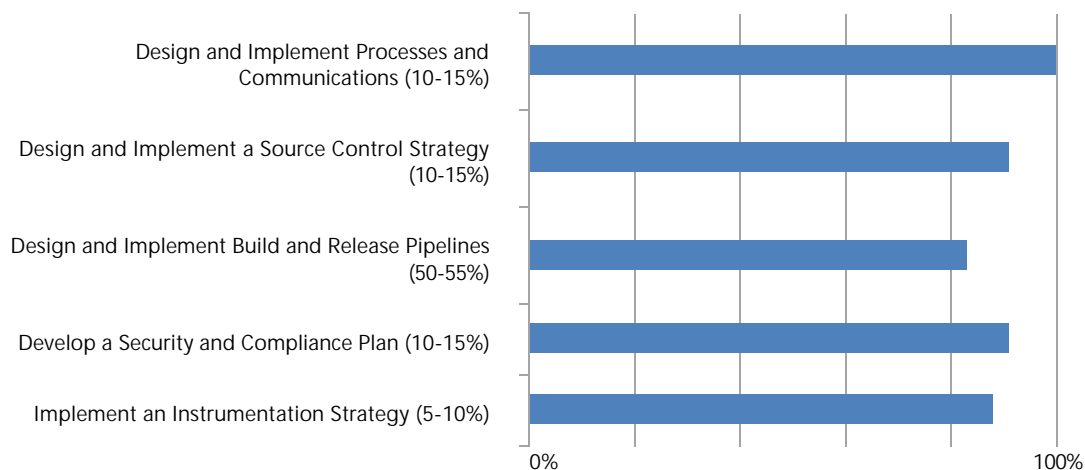 Design and Implement Processes and
Communications (10-15%)
Design and Implement a Source Control Strategy
(10-15%)
Design and Implement Build and Release Pipelines
(50-55%)
Develop a Security and Compliance Plan (10-15%)
Implement an Instrumentation Strategy (5-10%)
0% 100%